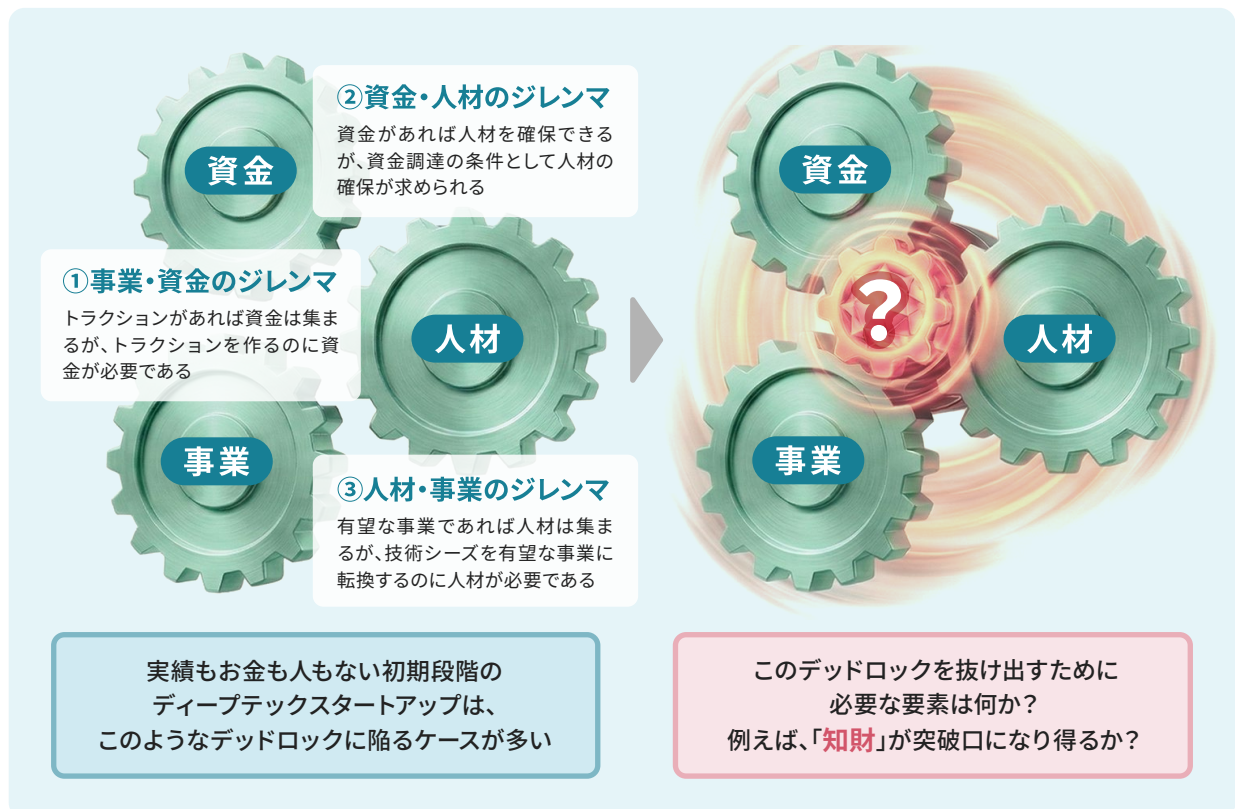 資金
②資金・人材のジレンマ
資金があれば人材を確保できる
が、資金調達の条件として人材の
確保が求められる
①事業・資金のジレンマ
トラクションがあれば資金は集ま
るが、トラクションを作るのに資
金が必要である
人材
事業
③人材・事業のジレンマ
有望な事業であれば人材は集ま
るが、技術シーズを有望な事業に
転換するのに人材が必要である
実績もお金も人もない初期段階の
ディープテックスタートアップは、
このようなデッドロックに陥るケースが多い
資金
?
人材
事業
このデッドロックを抜け出すために
必要な要素は何か?
例えば、「知財」が突破口になり得るか?